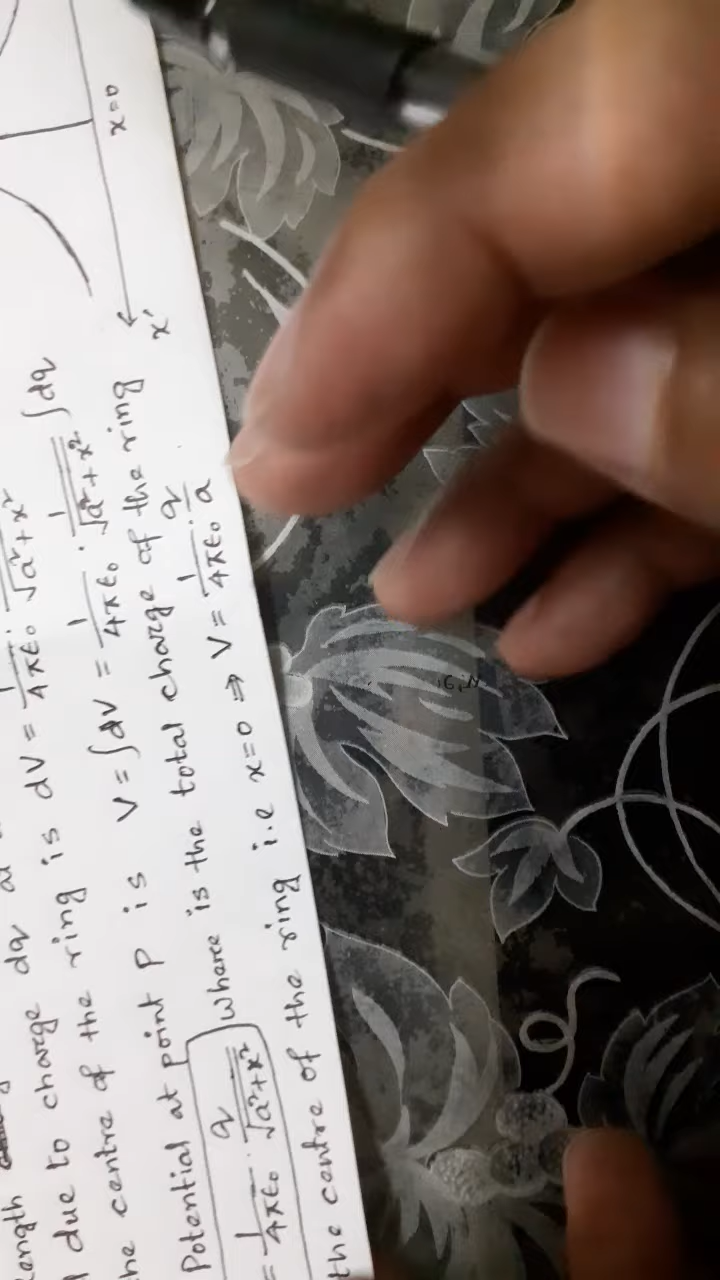 x=0
x'
length dq
due to charge dq
the centre of the ring is dV = 1/4πϵ₀ · 1/√a²+x²
Potential at point P is V = ∫dV = 1/4πϵ₀ · 1/√a²+x² ∫dq
= 1/4πϵ₀ · q/√a²+x² where is the total charge of the ring
the centre of the ring i.e x=0 ⇒ V = 1/4πϵ₀ · q/a .